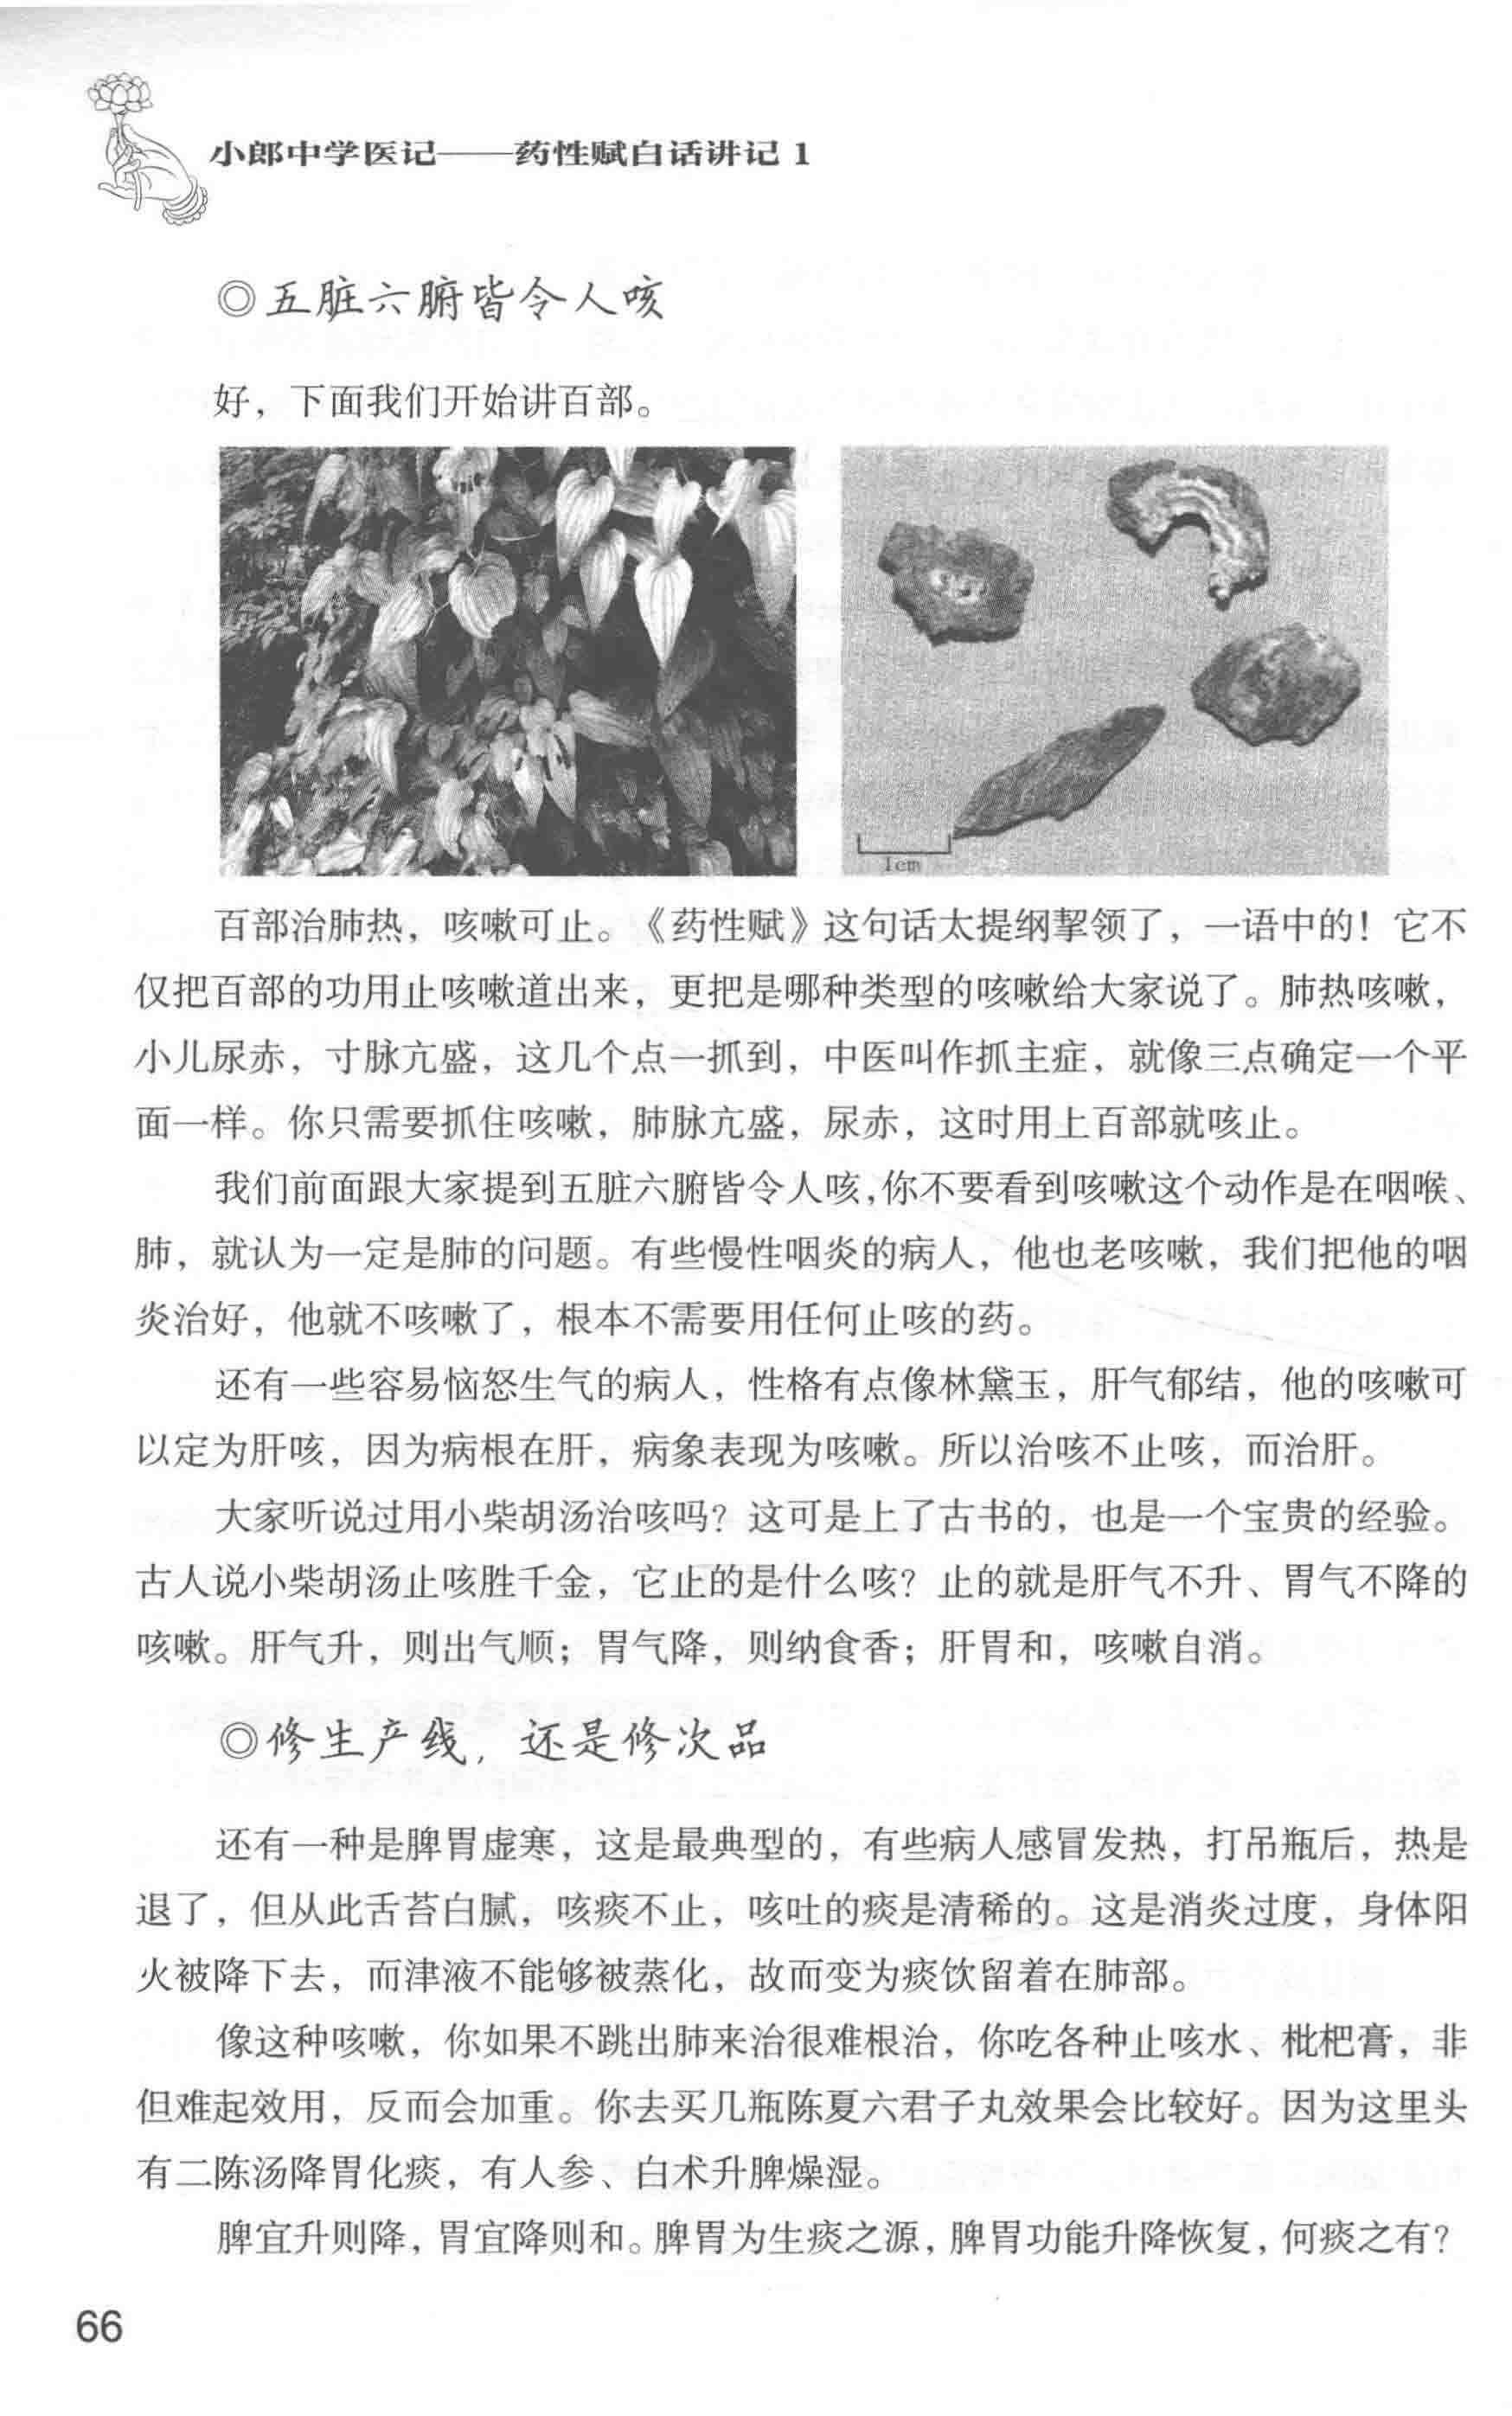 小郎中学医记——药性赋白话讲记 1
◎五脏六腑皆令人咳
好，下面我们开始讲百部。
1cm
百部治肺热，咳嗽可止。《药性赋》这句话太提纲挈领了，一语中的！它不
仅把百部的功用止咳嗽道出来，更把是哪种类型的咳嗽给大家说了。肺热咳嗽，
小儿尿赤，寸脉亢盛，这几个点一抓到，中医叫作抓主症，就像三点确定一个平
面一样。你只需要抓住咳嗽，肺脉亢盛，尿赤，这时用上百部就咳止。
我们前面跟大家提到五脏六腑皆令人咳，你不要看到咳嗽这个动作是在咽喉、
肺，就认为一定是肺的问题。有些慢性咽炎的病人，他也老咳嗽，我们把他的咽
炎治好，他就不咳嗽了，根本不需要用任何止咳的药。
还有一些容易恼怒生气的病人，性格有点像林黛玉，肝气郁结，他的咳嗽可
以定为肝咳，因为病根在肝，病象表现为咳嗽。所以治咳不止咳，而治肝。
大家听说过用小柴胡汤治咳吗？这可是上了古书的，也是一个宝贵的经验。
古人说小柴胡汤止咳胜千金，它止的是什么咳？止的就是肝气不升、胃气不降的
咳嗽。肝气升，则出气顺；胃气降，则纳食香；肝胃和，咳嗽自消。
◎修生产线，还是修次品
还有一种是脾胃虚寒，这是最典型的，有些病人感冒发热，打吊瓶后，热是
退了，但从此舌苔白腻，咳痰不止，咳吐的痰是清稀的。这是消炎过度，身体阳
火被降下去，而津液不能够被蒸化，故而变为痰饮留着在肺部。
像这种咳嗽，你如果不跳出肺来治很难根治，你吃各种止咳水、枇杷膏，非
但难起效用，反而会加重。你去买几瓶陈夏六君子丸效果会比较好。因为这里头
有二陈汤降胃化痰，有人参、白术升脾燥湿。
脾宜升则降，胃宜降则和。脾胃为生痰之源，脾胃功能升降恢复，何痰之有？
66